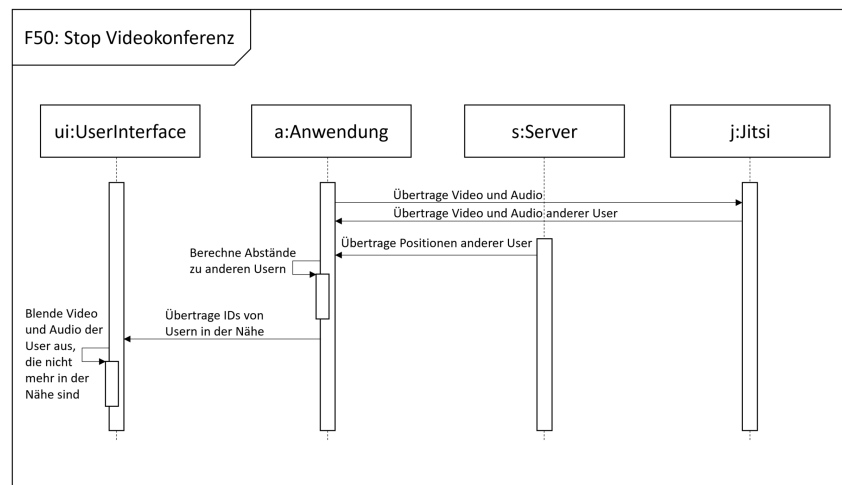 F50: Stop Videokonferenz
ui:UserInterface
a:Anwendung
s:Server
j:Jitsi
Übertrage Video und Audio
Übertrage Video und Audio anderer User
Übertrage Positionen anderer User
Berechne Abstände
zu anderen Usern
Übertrage IDs von
Usern in der Nähe
Blende Video
und Audio der
User aus,
die nicht
mehr in der
Nähe sind